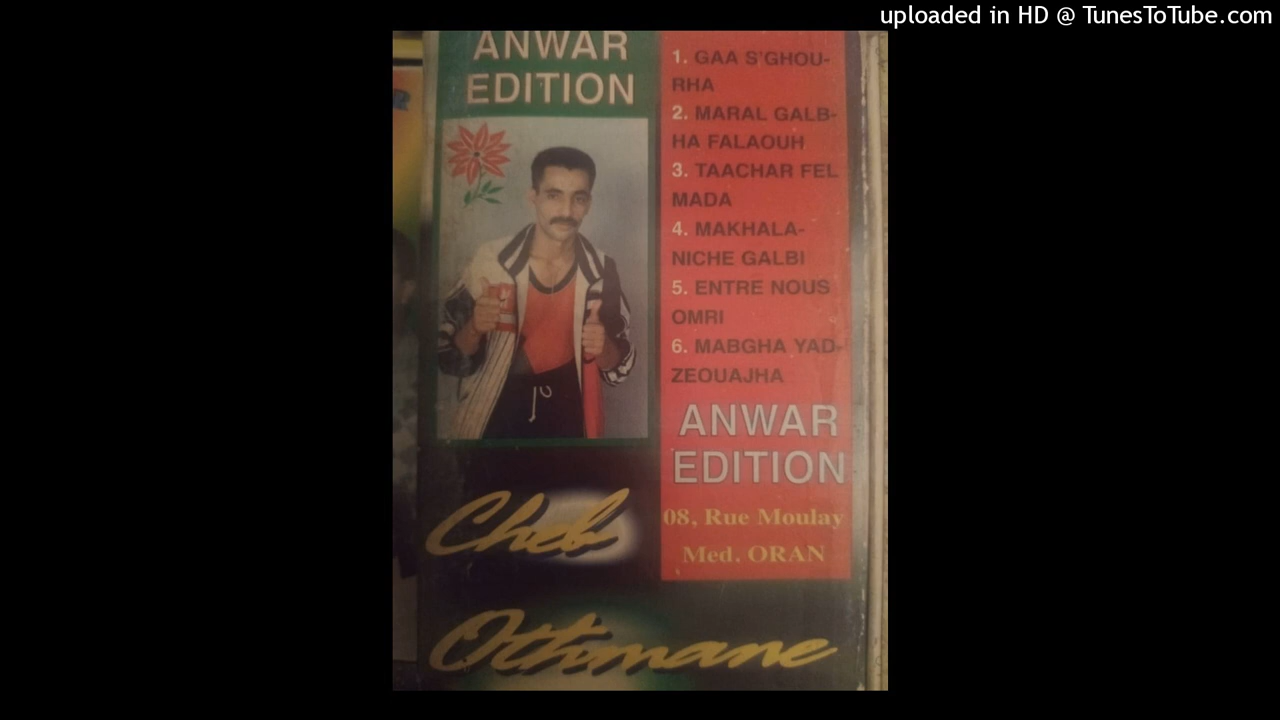 uploaded in HD @ TunesToTube.com
ANWAR
EDITION
1. GAA S'GHOU-
RHA
2. MARAL GALB-
HA FALAOUH
3. TAACHAR FEL
MADA
4. MAKHALA-
NICHE GALBI
5. ENTRE NOUS
OMRI
6. MABGHA YAD-
ZEOUAJHA
ANWAR
EDITION
08, Rue Moulay
Med. ORAN
Cheb
Othmane